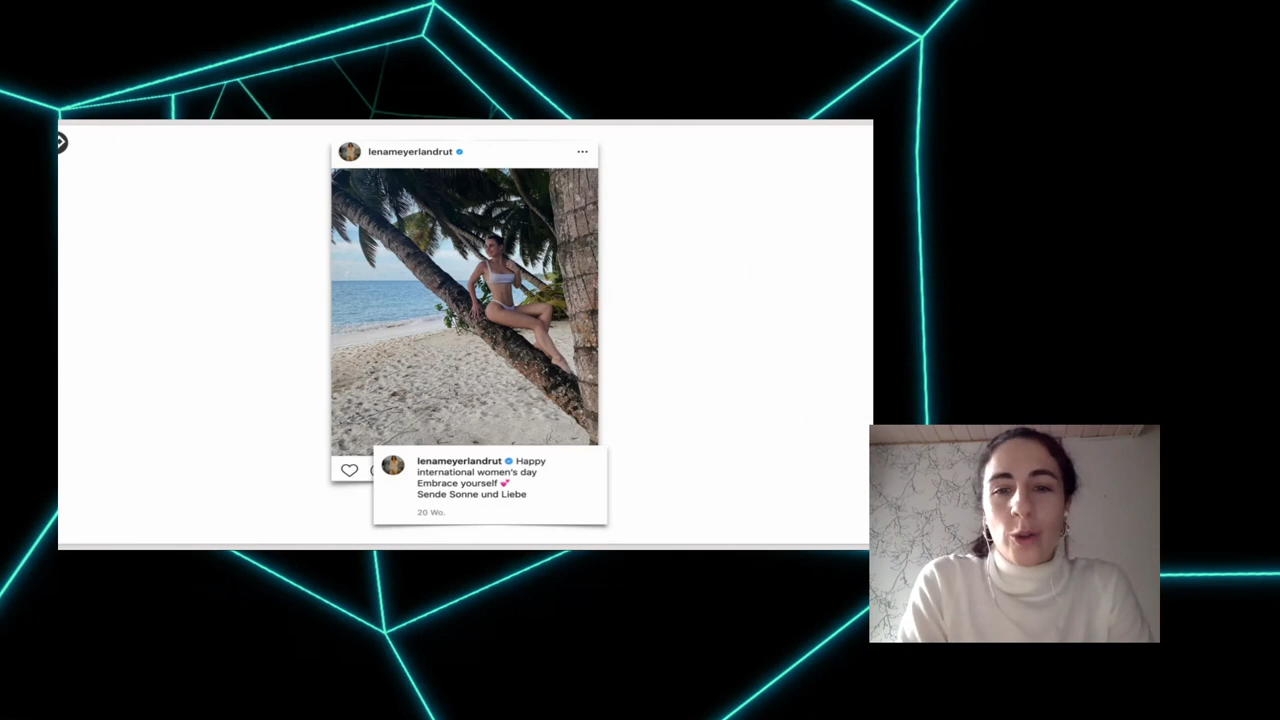 lenameyerlandrut
lenameyerlandrut Happy
international women's day
Embrace yourself 💕
Sende Sonne und Liebe
20 Wo.